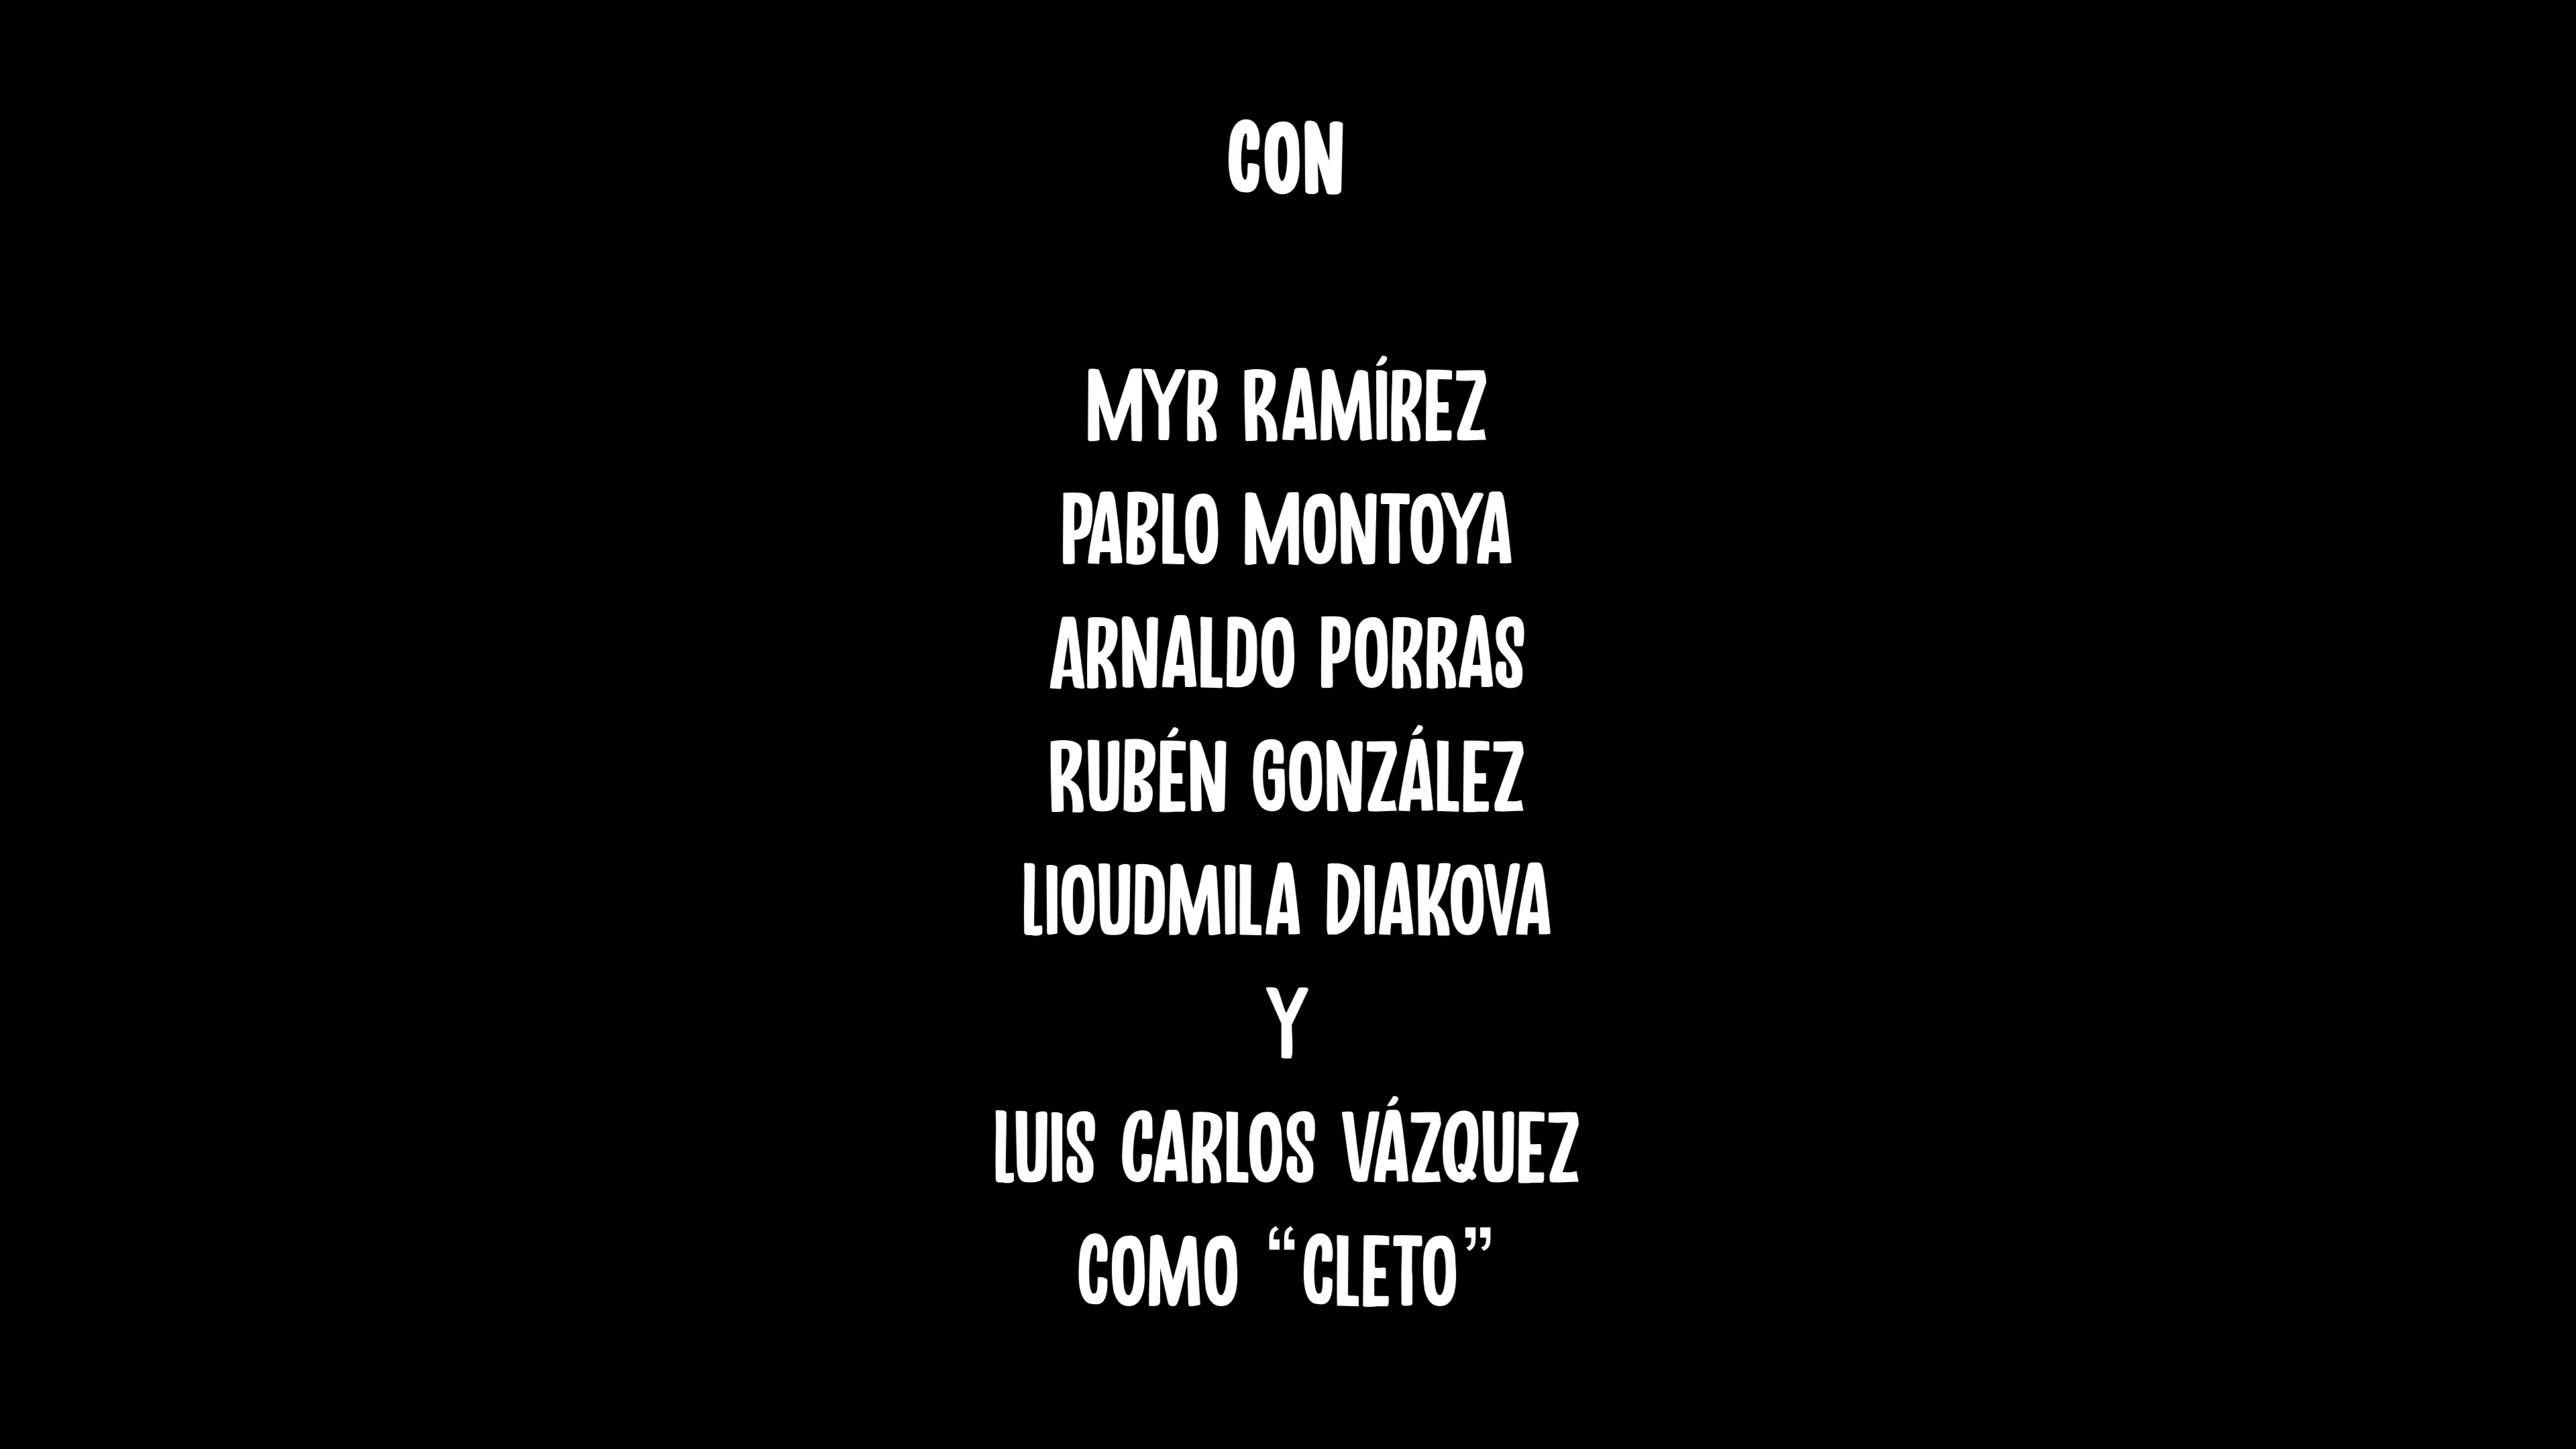 CON
MYR RAMÍREZ
PABLO MONTOYA
ARNALDO PORRAS
RUBÉN GONZÁLEZ
LIOUDMILA DIAKOVA
Y
LUIS CARLOS VÁZQUEZ
COMO “CLETO”